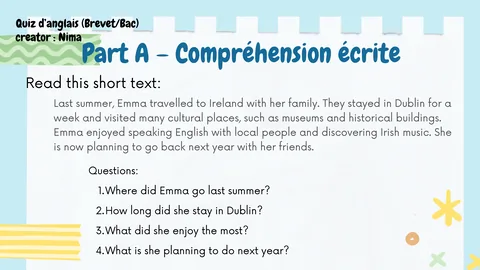 Quiz d'anglais (Brevet/Bac)
creator : Nima
Part A – Compréhension écrite
Read this short text:
Last summer, Emma travelled to Ireland with her family. They stayed in Dublin for a
week and visited many cultural places, such as museums and historical buildings.
Emma enjoyed speaking English with local people and discovering Irish music. She
is now planning to go back next year with her friends.
Questions:
1.Where did Emma go last summer?
2.How long did she stay in Dublin?
3.What did she enjoy the most?
4.What is she planning to do next year?